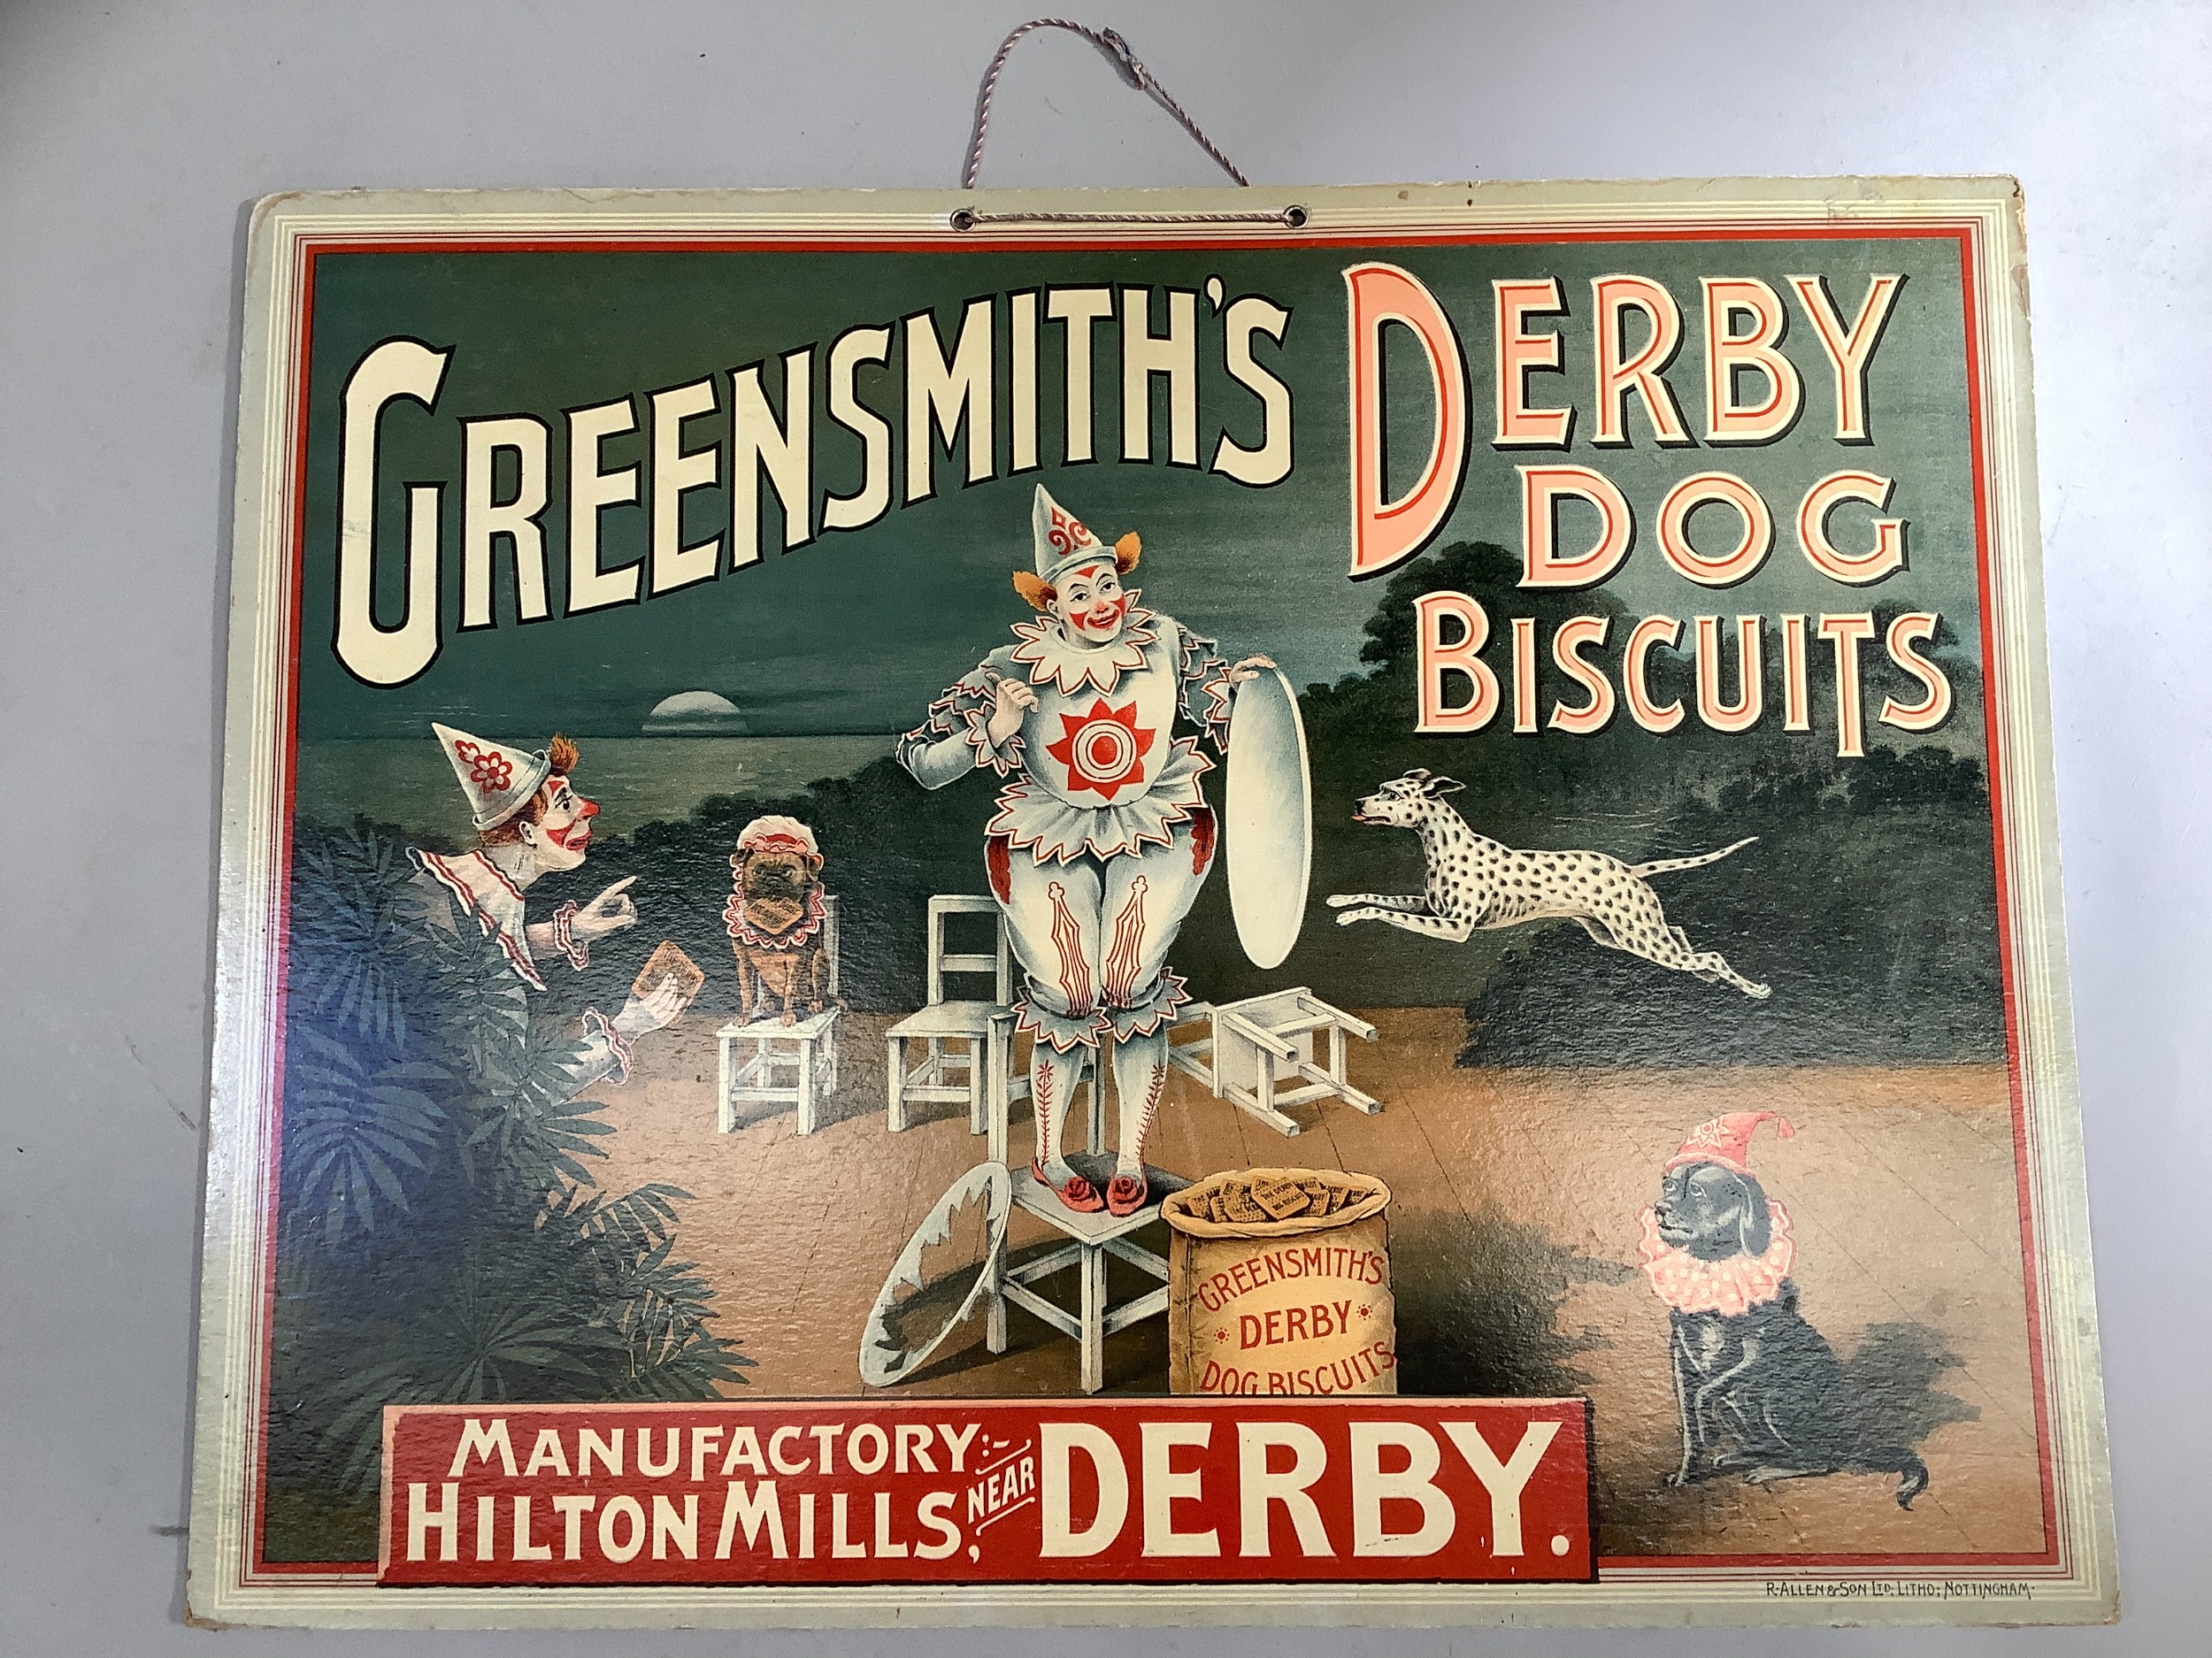 GREENSMITH'S
DERBY
DOG
BISCUITS
GREENSMITH'S
DERBY
DOG BISCUITS
MANUFACTORY:-
HILTON MILLS, NEAR DERBY.
R. ALLEN & SON LTD. LITHO; NOTTINGHAM.